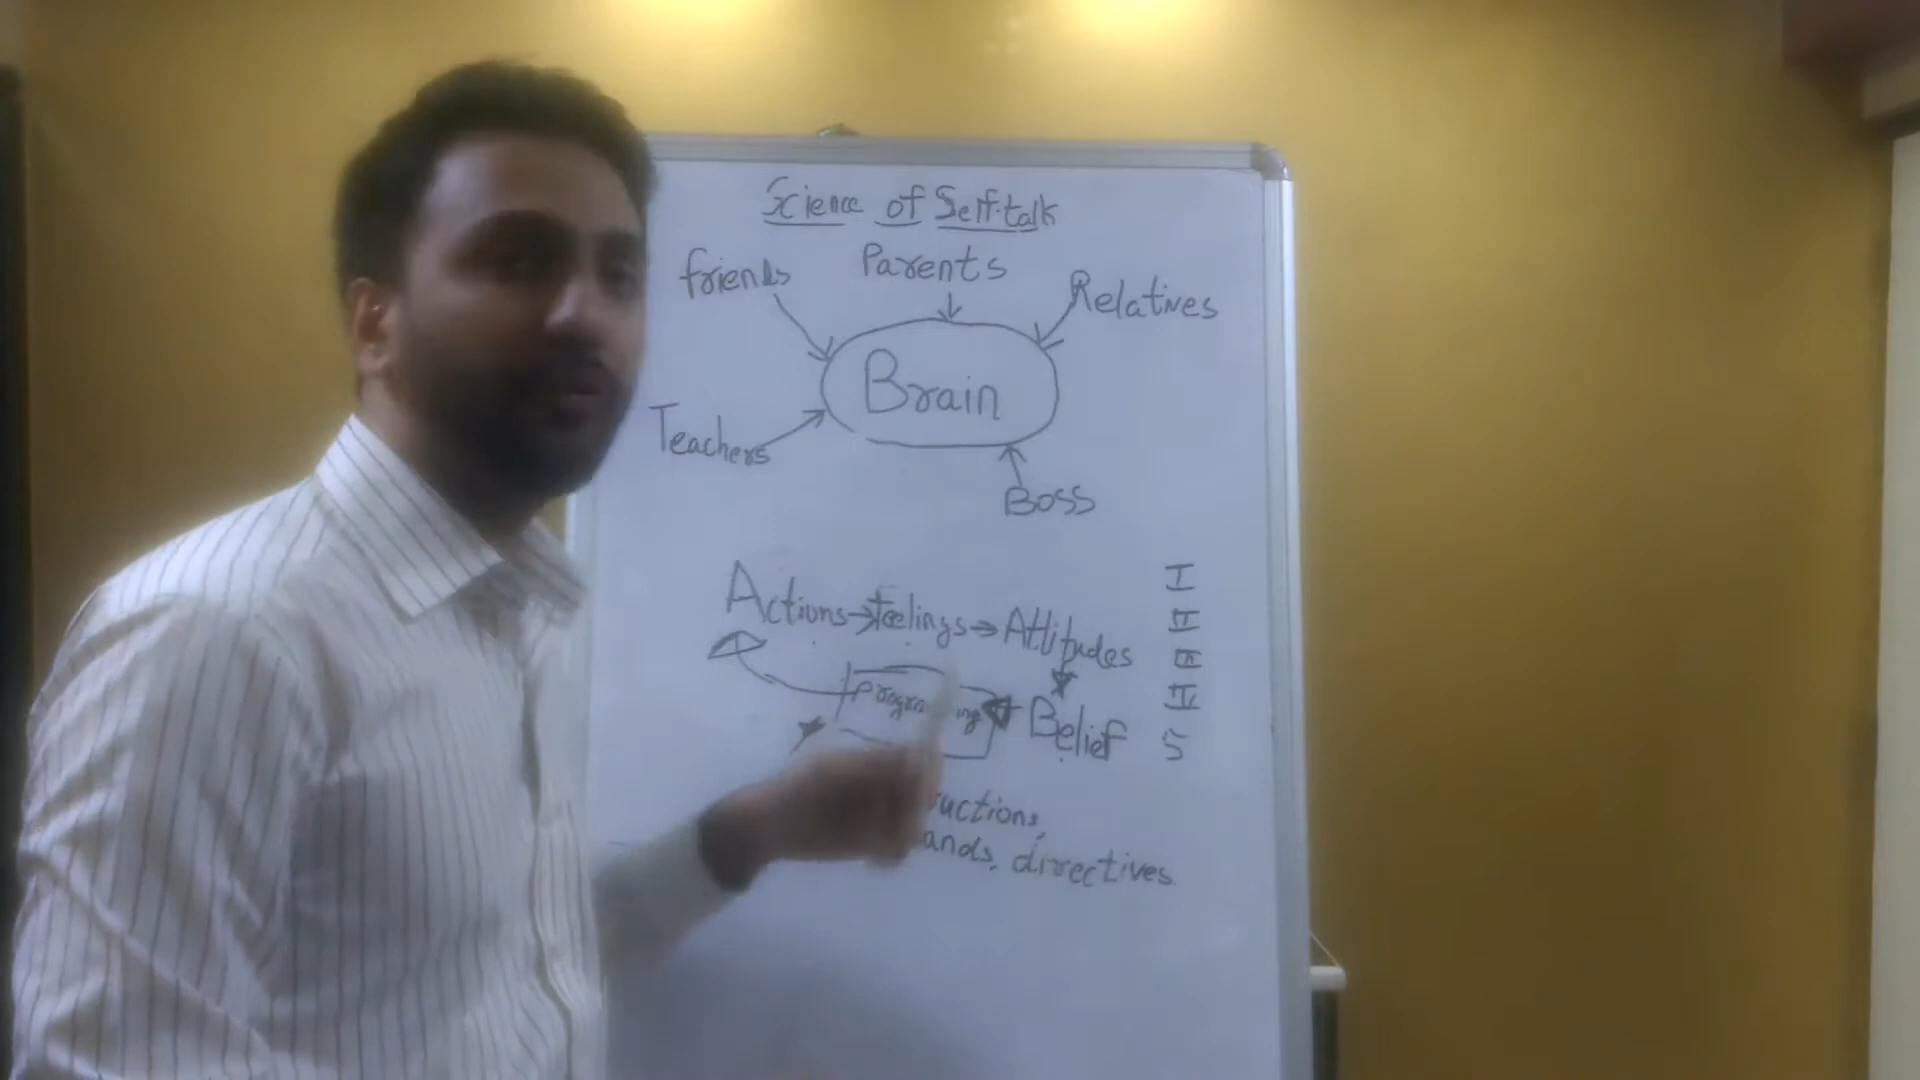 Science of Self-talk
friends
Parents
Relatives
Brain
Teachers
Boss
Actions→feelings→Attitudes
Belief
I
II
III
IV
5
directives